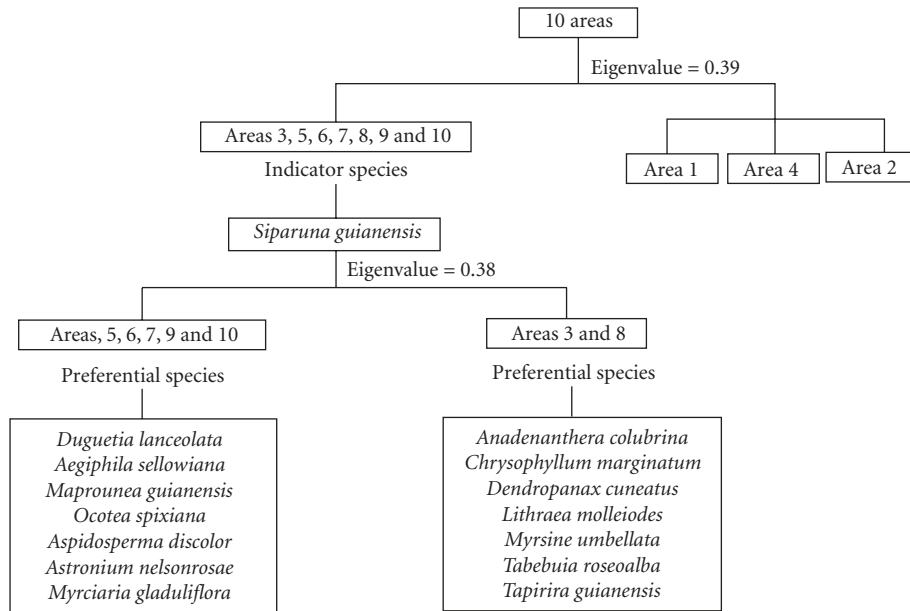 10 areas
Eigenvalue = 0.39
Areas 3, 5, 6, 7, 8, 9 and 10
Area 1
Area 4
Area 2
Indicator species
Siparuna guianensis
Eigenvalue = 0.38
Areas, 5, 6, 7, 9 and 10
Preferential species
Duguetia lanceolata
Aegiphila sellowiana
Maprounea guianensis
Ocotea spixiana
Aspidosperma discolor
Astronium nelsonrosae
Myrciaria gladuliflora
Areas 3 and 8
Preferential species
Anadenanthera colubrina
Chrysophyllum marginatum
Dendropanax cuneatus
Lithraea molleiodes
Myrsine umbellata
Tabebuia roseoalba
Tapirira guianensis